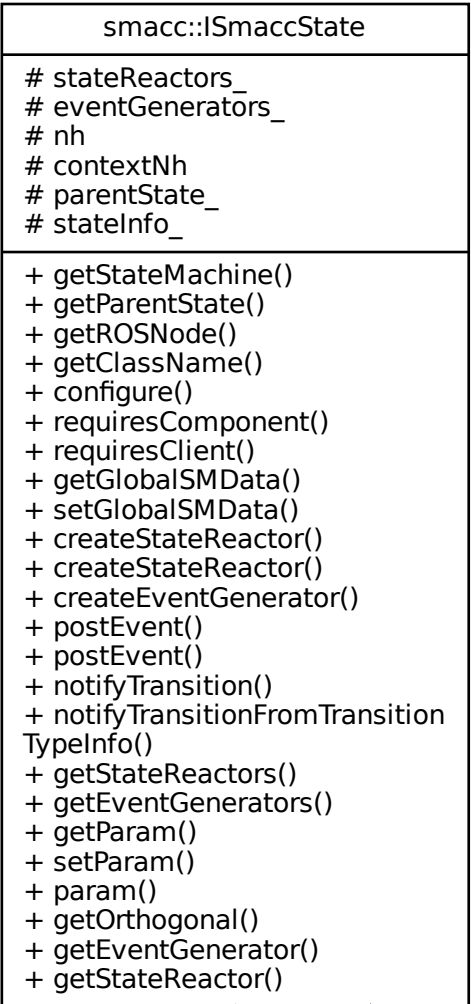 smacc::ISmaccState
# stateReactors_
# eventGenerators_
# nh
# contextNh
# parentState_
# stateInfo_
+ getStateMachine()
+ getParentState()
+ getROSNode()
+ getClassName()
+ configure()
+ requiresComponent()
+ requiresClient()
+ getGlobalSMData()
+ setGlobalSMData()
+ createStateReactor()
+ createStateReactor()
+ createEventGenerator()
+ postEvent()
+ postEvent()
+ notifyTransition()
+ notifyTransitionFromTransition
TypeInfo()
+ getStateReactors()
+ getEventGenerators()
+ getParam()
+ setParam()
+ param()
+ getOrthogonal()
+ getEventGenerator()
+ getStateReactor()